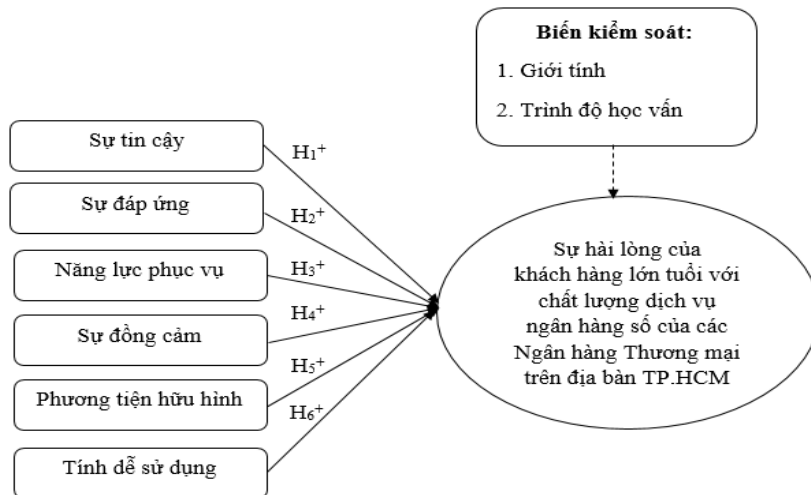 Biến kiểm soát:
1. Giới tính
2. Trình độ học vấn
Sự tin cậy
H₁⁺
Sự đáp ứng
H₂⁺
Năng lực phục vụ
H₃⁺
Sự đồng cảm
H₄⁺
Phương tiện hữu hình
H₅⁺
Tính dễ sử dụng
H₆⁺
Sự hài lòng của
khách hàng lớn tuổi với
chất lượng dịch vụ
ngân hàng số của các
Ngân hàng Thương mại
trên địa bàn TP.HCM